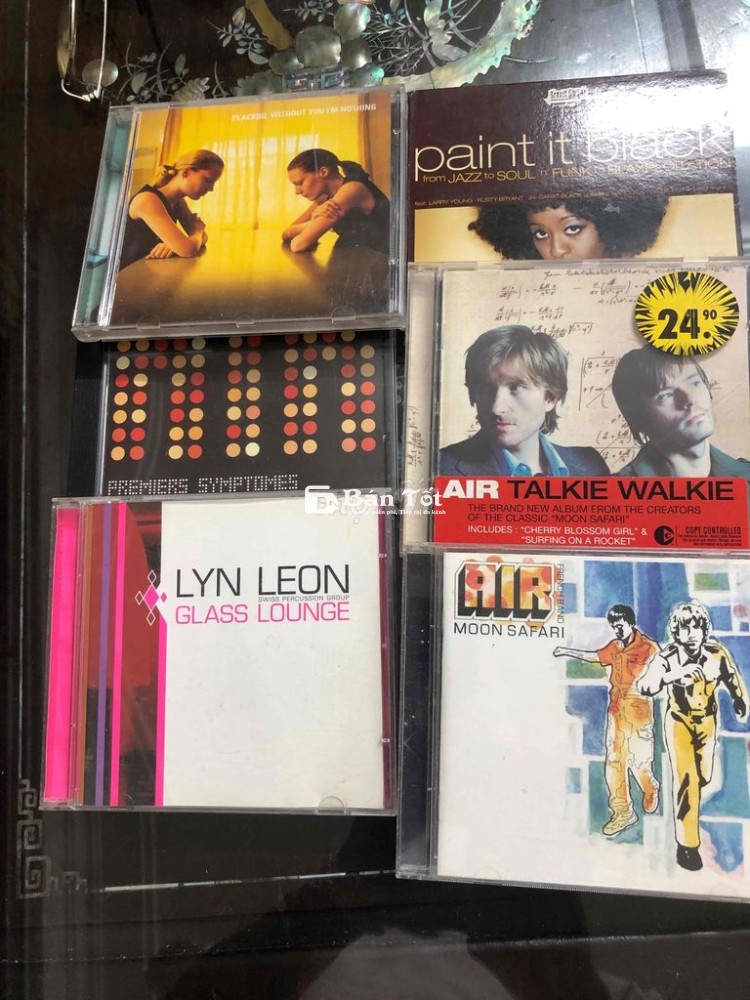 PLACEBO. WITHOUT YOU I'M NOTHING
paint it black
from JAZZ to SOUL 'n' FUNK
24.90
PREMIERS SYMPTOMES
Bán Tốt
AIR TALKIE WALKIE
THE BRAND NEW ALBUM FROM THE CREATORS
OF THE CLASSIC "MOON SAFARI"
INCLUDES : "CHERRY BLOSSOM GIRL" &
"SURFING ON A ROCKET"
COPY CONTROLLED
LYN LEON
SWISS PERCUSSION GROUP
GLASS LOUNGE
AIR
FRENCH BAND
MOON SAFARI